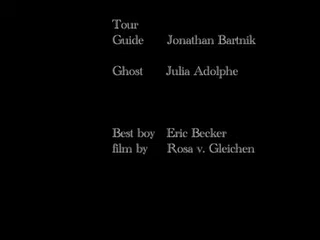 Tour
Guide Jonathan Bartnik
Ghost Julia Adolphe
Best boy Eric Becker
film by Rosa v. Gleichen